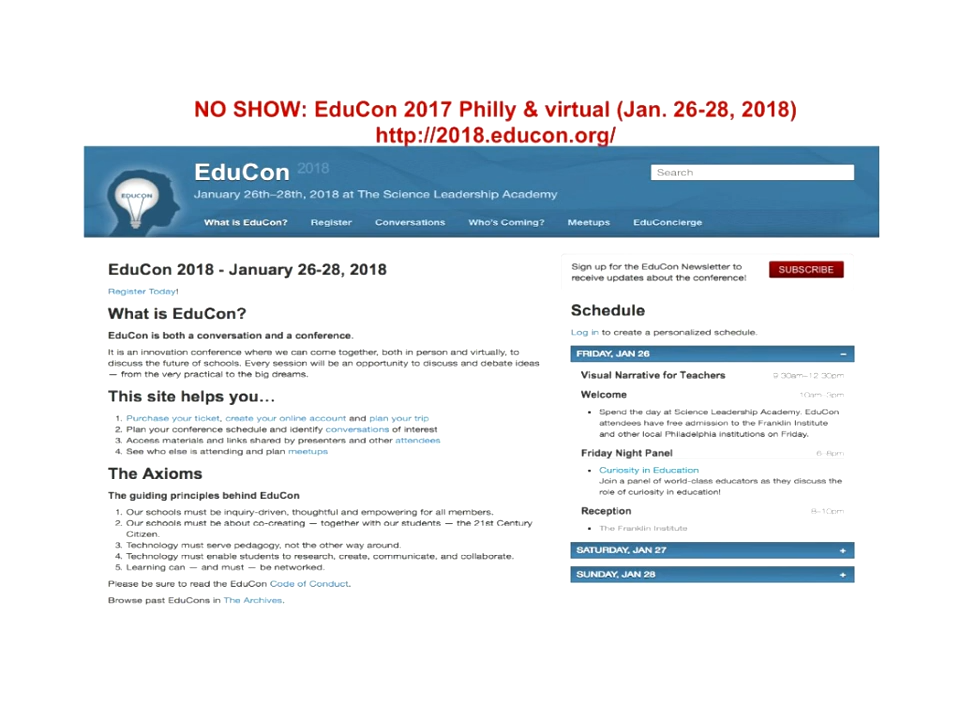 NO SHOW: EduCon 2017 Philly & virtual (Jan. 26-28, 2018)
http://2018.educon.org/
EDUCON
EduCon 2018
January 26th–28th, 2018 at The Science Leadership Academy
Search
What is EduCon? Register Conversations Who's Coming? Meetups EduConcierge
EduCon 2018 - January 26-28, 2018
Register Today!
What is EduCon?
EduCon is both a conversation and a conference.
It is an innovation conference where we can come together, both in person and virtually, to
discuss the future of schools. Every session will be an opportunity to discuss and debate ideas
— from the very practical to the big dreams.
This site helps you…
1. Purchase your ticket, create your online account and plan your trip
2. Plan your conference schedule and identify conversations of interest
3. Access materials and links shared by presenters and other attendees
4. See who else is attending and plan meetups
The Axioms
The guiding principles behind EduCon
1. Our schools must be inquiry-driven, thoughtful and empowering for all members.
2. Our schools must be about co-creating — together with our students — the 21st Century
Citizen.
3. Technology must serve pedagogy, not the other way around.
4. Technology must enable students to research, create, communicate, and collaborate.
5. Learning can — and must — be networked.
Please be sure to read the EduCon Code of Conduct.
Browse past EduCons in The Archives.
Sign up for the EduCon Newsletter to
receive updates about the conference!
SUBSCRIBE
Schedule
Log in to create a personalized schedule.
FRIDAY, JAN 26 –
Visual Narrative for Teachers 9:30am–12:30pm
Welcome 10am–3pm
• Spend the day at Science Leadership Academy. EduCon
attendees have free admission to the Franklin Institute
and other local Philadelphia institutions on Friday.
Friday Night Panel 6–8pm
• Curiosity in Education
Join a panel of world-class educators as they discuss the
role of curiosity in education!
Reception 8–10pm
• The Franklin Institute
SATURDAY, JAN 27 +
SUNDAY, JAN 28 +